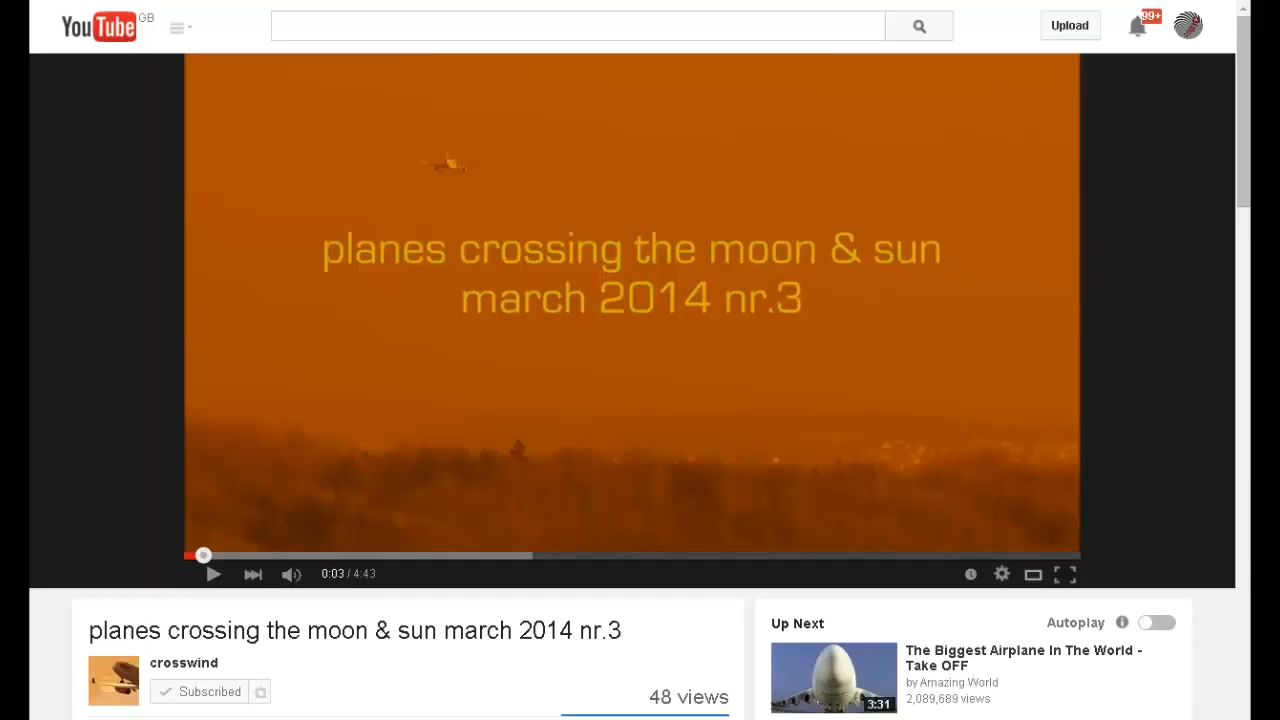 YouTube GB
Upload
99+
planes crossing the moon & sun
march 2014 nr.3
0:03 / 4:43
planes crossing the moon & sun march 2014 nr.3
crosswind
Subscribed
48 views
Up Next
Autoplay
The Biggest Airplane In The World -
Take OFF
by Amazing World
2,089,689 views
3:31